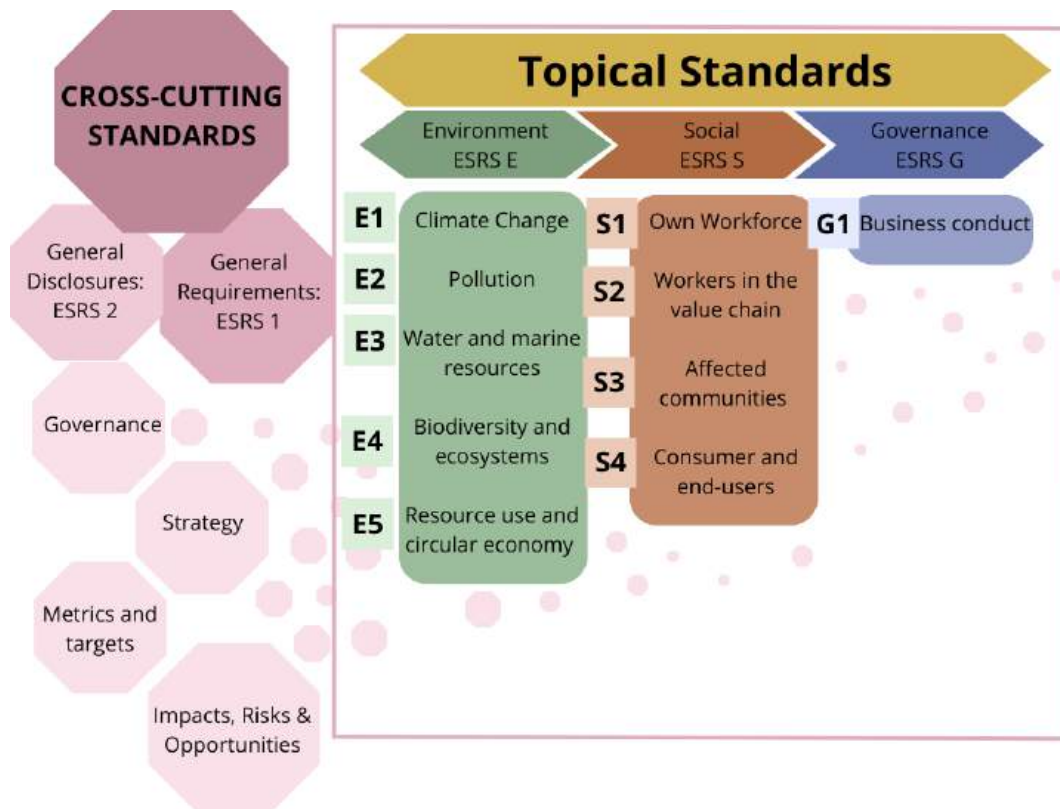 CROSS-CUTTING
STANDARDS
General
Disclosures:
ESRS 2
General
Requirements:
ESRS 1
Governance
Strategy
Metrics and
targets
Impacts, Risks &
Opportunities
Topical Standards
Environment
ESRS E
Social
ESRS S
Governance
ESRS G
E1
Climate Change
E2
Pollution
E3
Water and marine
resources
E4
Biodiversity and
ecosystems
E5
Resource use and
circular economy
S1
Own Workforce
S2
Workers in the
value chain
S3
Affected
communities
S4
Consumer and
end-users
G1
Business conduct